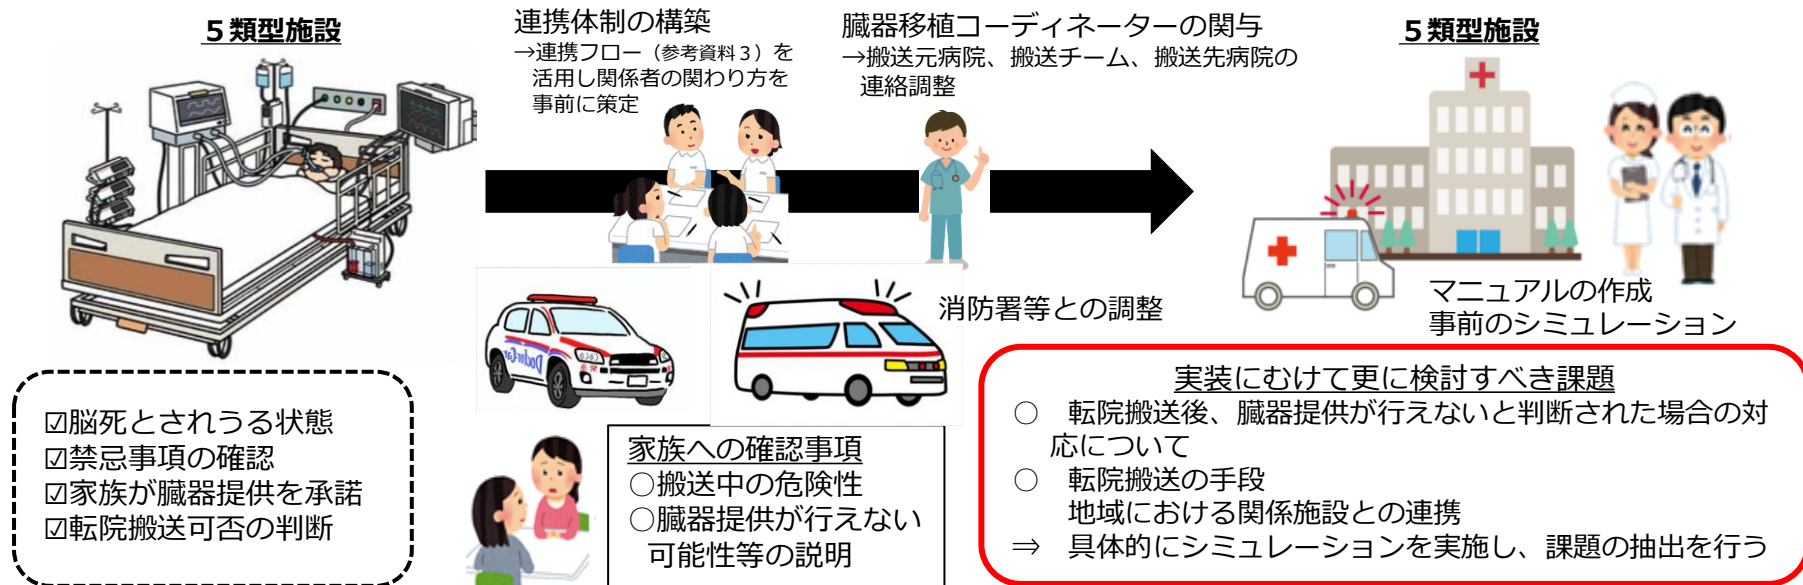 ５類型施設
連携体制の構築
→連携フロー（参考資料３）を
活用し関係者の関わり方を
事前に策定
臓器移植コーディネーターの関与
→搬送元病院、搬送チーム、搬送先病院の
連絡調整
５類型施設
消防署等との調整
マニュアルの作成
事前のシミュレーション
DoctorCar
☑脳死とされうる状態
☑禁忌事項の確認
☑家族が臓器提供を承諾
☑転院搬送可否の判断
家族への確認事項
○搬送中の危険性
○臓器提供が行えない
可能性等の説明
実装にむけて更に検討すべき課題
○　転院搬送後、臓器提供が行えないと判断された場合の対
応について
○　転院搬送の手段
地域における関係施設との連携
⇒　具体的にシミュレーションを実施し、課題の抽出を行う